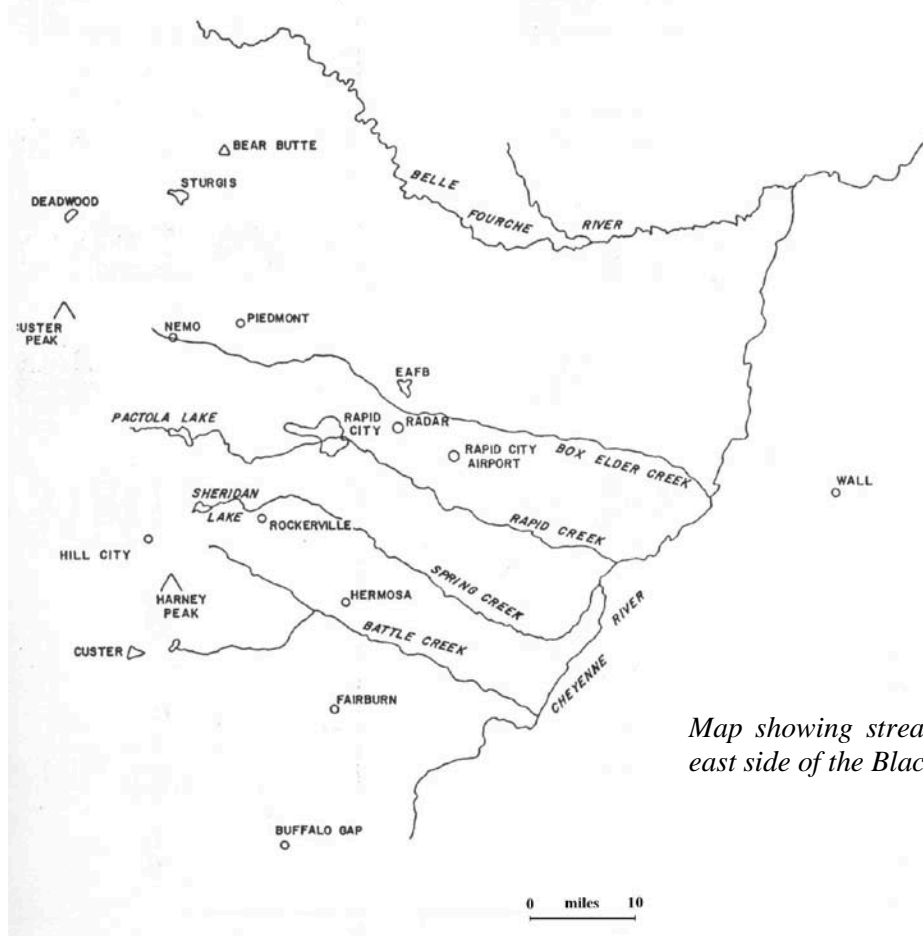 BEAR BUTTE
STURGIS
DEADWOOD
BELLE
FOURCHE
RIVER
PIEDMONT
NEMO
:USTER
PEAK
EAFB
PACTOLA LAKE
RAPID
CITY
RADAR
RAPID CITY
AIRPORT
BOX ELDER CREEK
WALL
SHERIDAN
LAKE
ROCKERVILLE
RAPID CREEK
HILL CITY
SPRING CREEK
HARNEY
PEAK
HERMOSA
BATTLE CREEK
CHEYENNE
RIVER
CUSTER
FAIRBURN
Map showing strea
east side of the Blac
BUFFALO GAP
0 miles 10